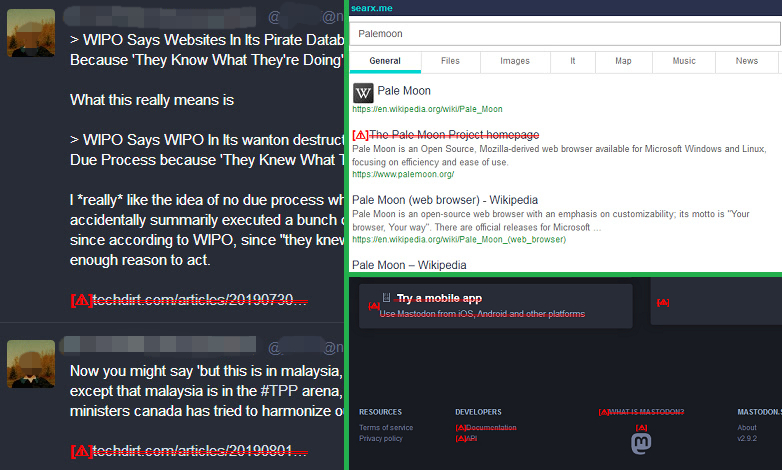 @ @n
> WIPO Says Websites In Its Pirate Datab
Because 'They Know What They're Doing'
What this really means is
> WIPO Says WIPO In Its wanton destruct
Due Process because 'They Knew What T
I *really* like the idea of no due process wh
accidentally summarily executed a bunch o
since according to WIPO, since "they knew
enough reason to act.
[⚠]techdirt.com/articles/20190730...
@ @n
Now you might say 'but this is in malaysia,
except that malaysia is in the #TPP arena,
ministers canada has tried to harmonize o
[⚠]techdirt.com/articles/20190801...
searx.me
Palemoon
General Files Images It Map Music News
W Pale Moon
https://en.wikipedia.org/wiki/Pale_Moon
[⚠]The Pale Moon Project homepage
Pale Moon is an Open Source, Mozilla-derived web browser available for Microsoft Windows and Linux,
focusing on efficiency and ease of use.
https://www.palemoon.org/
Pale Moon (web browser) - Wikipedia
Pale Moon is an open-source web browser with an emphasis on customizability; its motto is "Your
browser, Your way". There are official releases for Microsoft ...
https://en.wikipedia.org/wiki/Pale_Moon_(web_browser)
Pale Moon – Wikipedia
[⚠] Try a mobile app
Use Mastodon from iOS, Android and other platforms
[⚠]
RESOURCES DEVELOPERS [⚠]WHAT IS MASTODON? MASTODON.S
Terms of service [⚠]Documentation [⚠] About
Privacy policy [⚠]API v2.9.2